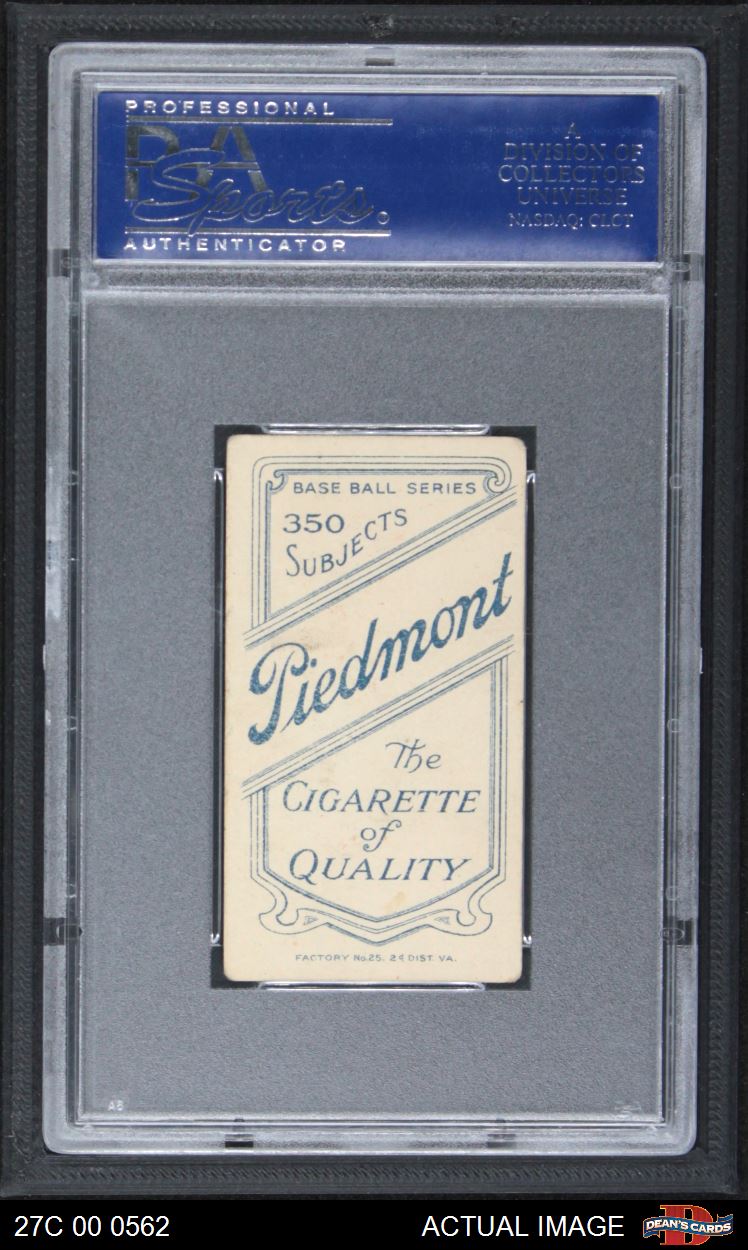 PROFESSIONAL
PSA
Sports
AUTHENTICATOR
A
DIVISION OF
COLLECTORS
UNIVERSE
NASDAQ: CLCT
BASE BALL SERIES
350
SUBJECTS
Piedmont
The
CIGARETTE
of
QUALITY
FACTORY No.25. 2d DIST. VA.
27C 00 0562
ACTUAL IMAGE
D
DEAN'S CARDS